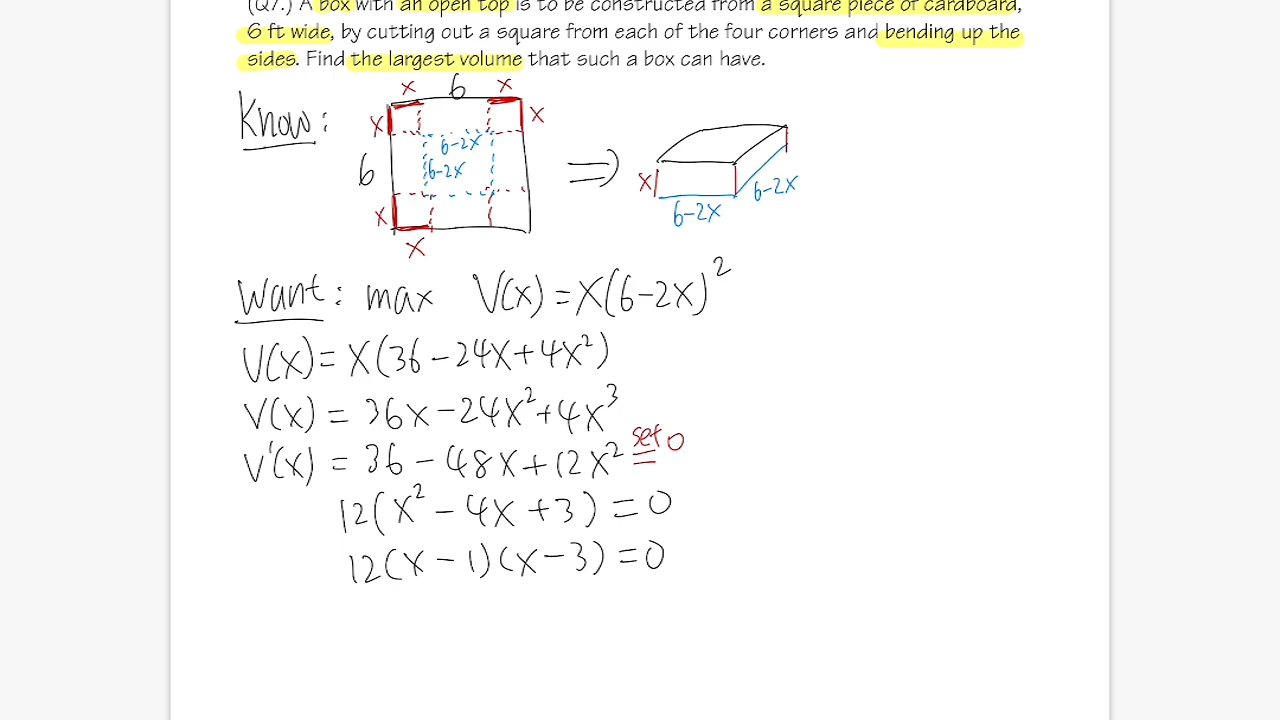 (Q7.) A box with an open top is to be constructed from a square piece of cardboard,
6 ft wide, by cutting out a square from each of the four corners and bending up the
sides. Find the largest volume that such a box can have.
x 6 x
Know: x x
6-2x
6 6-2x ⇒ x 6-2x
x 6-2x
x
Want: max V(x) = x(6-2x)²
V(x) = x(36-24x+4x²)
V(x) = 36x-24x²+4x³
V'(x) = 36-48x+12x² set = 0
12(x²-4x+3) = 0
12(x-1)(x-3) = 0